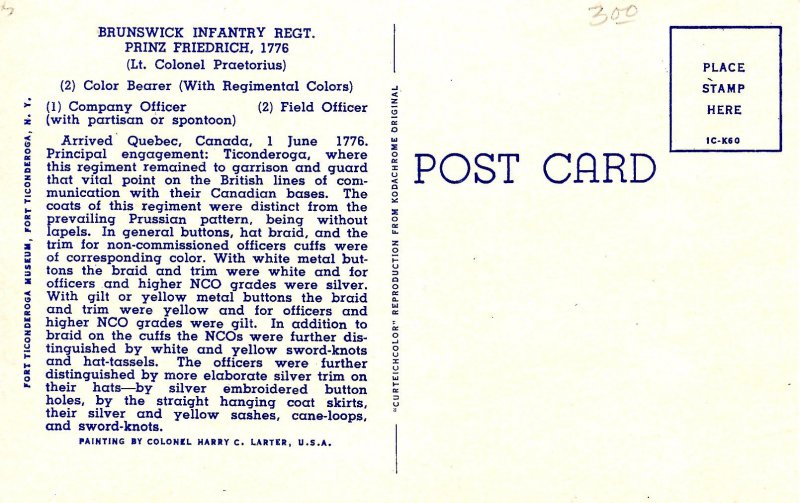 3.00
BRUNSWICK INFANTRY REGT.
PRINZ FRIEDRICH, 1776
(Lt. Colonel Praetorius)
(2) Color Bearer (With Regimental Colors)
(1) Company Officer (2) Field Officer
(with partisan or spontoon)
Arrived Quebec, Canada, 1 June 1776.
Principal engagement: Ticonderoga, where
this regiment remained to garrison and guard
that vital point on the British lines of com-
munication with their Canadian bases. The
coats of this regiment were distinct from the
prevailing Prussian pattern, being without
lapels. In general buttons, hat braid, and the
trim for non-commissioned officers cuffs were
of corresponding color. With white metal but-
tons the braid and trim were white and for
officers and higher NCO grades were silver.
With gilt or yellow metal buttons the braid
and trim were yellow and for officers and
higher NCO grades were gilt. In addition to
braid on the cuffs the NCOs were further dis-
tinguished by white and yellow sword-knots
and hat-tassels. The officers were further
distinguished by more elaborate silver trim on
their hats—by silver embroidered button
holes, by the straight hanging coat skirts,
their silver and yellow sashes, cane-loops,
and sword-knots.
PAINTING BY COLONEL HARRY C. LARTER, U.S.A.
FORT TICONDEROGA MUSEUM, FORT TICONDEROGA, N. Y.
"CURTEICHCOLOR" REPRODUCTION FROM KODACHROME ORIGINAL
POST CARD
PLACE
STAMP
HERE
1C-K60